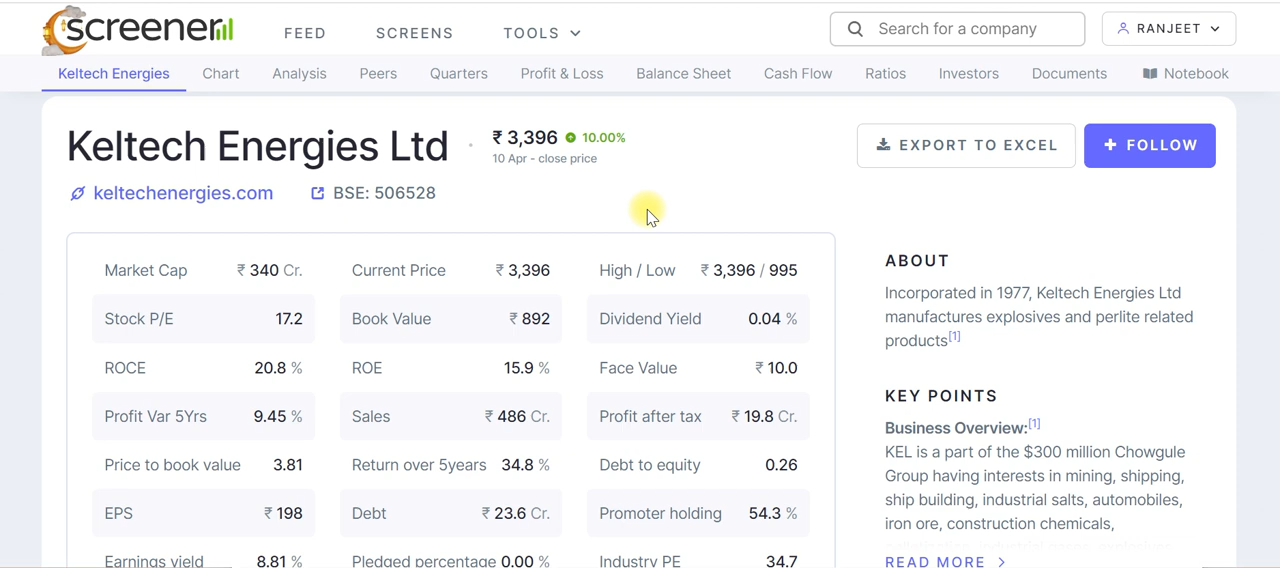 screener
FEED
SCREENS
TOOLS
Search for a company
RANJEET
Keltech Energies
Chart
Analysis
Peers
Quarters
Profit & Loss
Balance Sheet
Cash Flow
Ratios
Investors
Documents
Notebook
Keltech Energies Ltd
₹ 3,396 10.00%
10 Apr - close price
EXPORT TO EXCEL
+ FOLLOW
keltechenergies.com
BSE: 506528
Market Cap ₹ 340 Cr.
Current Price ₹ 3,396
High / Low ₹ 3,396 / 995
Stock P/E 17.2
Book Value ₹ 892
Dividend Yield 0.04 %
ROCE 20.8 %
ROE 15.9 %
Face Value ₹ 10.0
Profit Var 5Yrs 9.45 %
Sales ₹ 486 Cr.
Profit after tax ₹ 19.8 Cr.
Price to book value 3.81
Return over 5years 34.8 %
Debt to equity 0.26
EPS ₹ 198
Debt ₹ 23.6 Cr.
Promoter holding 54.3 %
Earnings yield 8.81 %
Pledged percentage 0.00 %
Industry PE 34.7
ABOUT
Incorporated in 1977, Keltech Energies Ltd
manufactures explosives and perlite related
products[1]
KEY POINTS
Business Overview:[1]
KEL is a part of the $300 million Chowgule
Group having interests in mining, shipping,
ship building, industrial salts, automobiles,
iron ore, construction chemicals,
READ MORE >